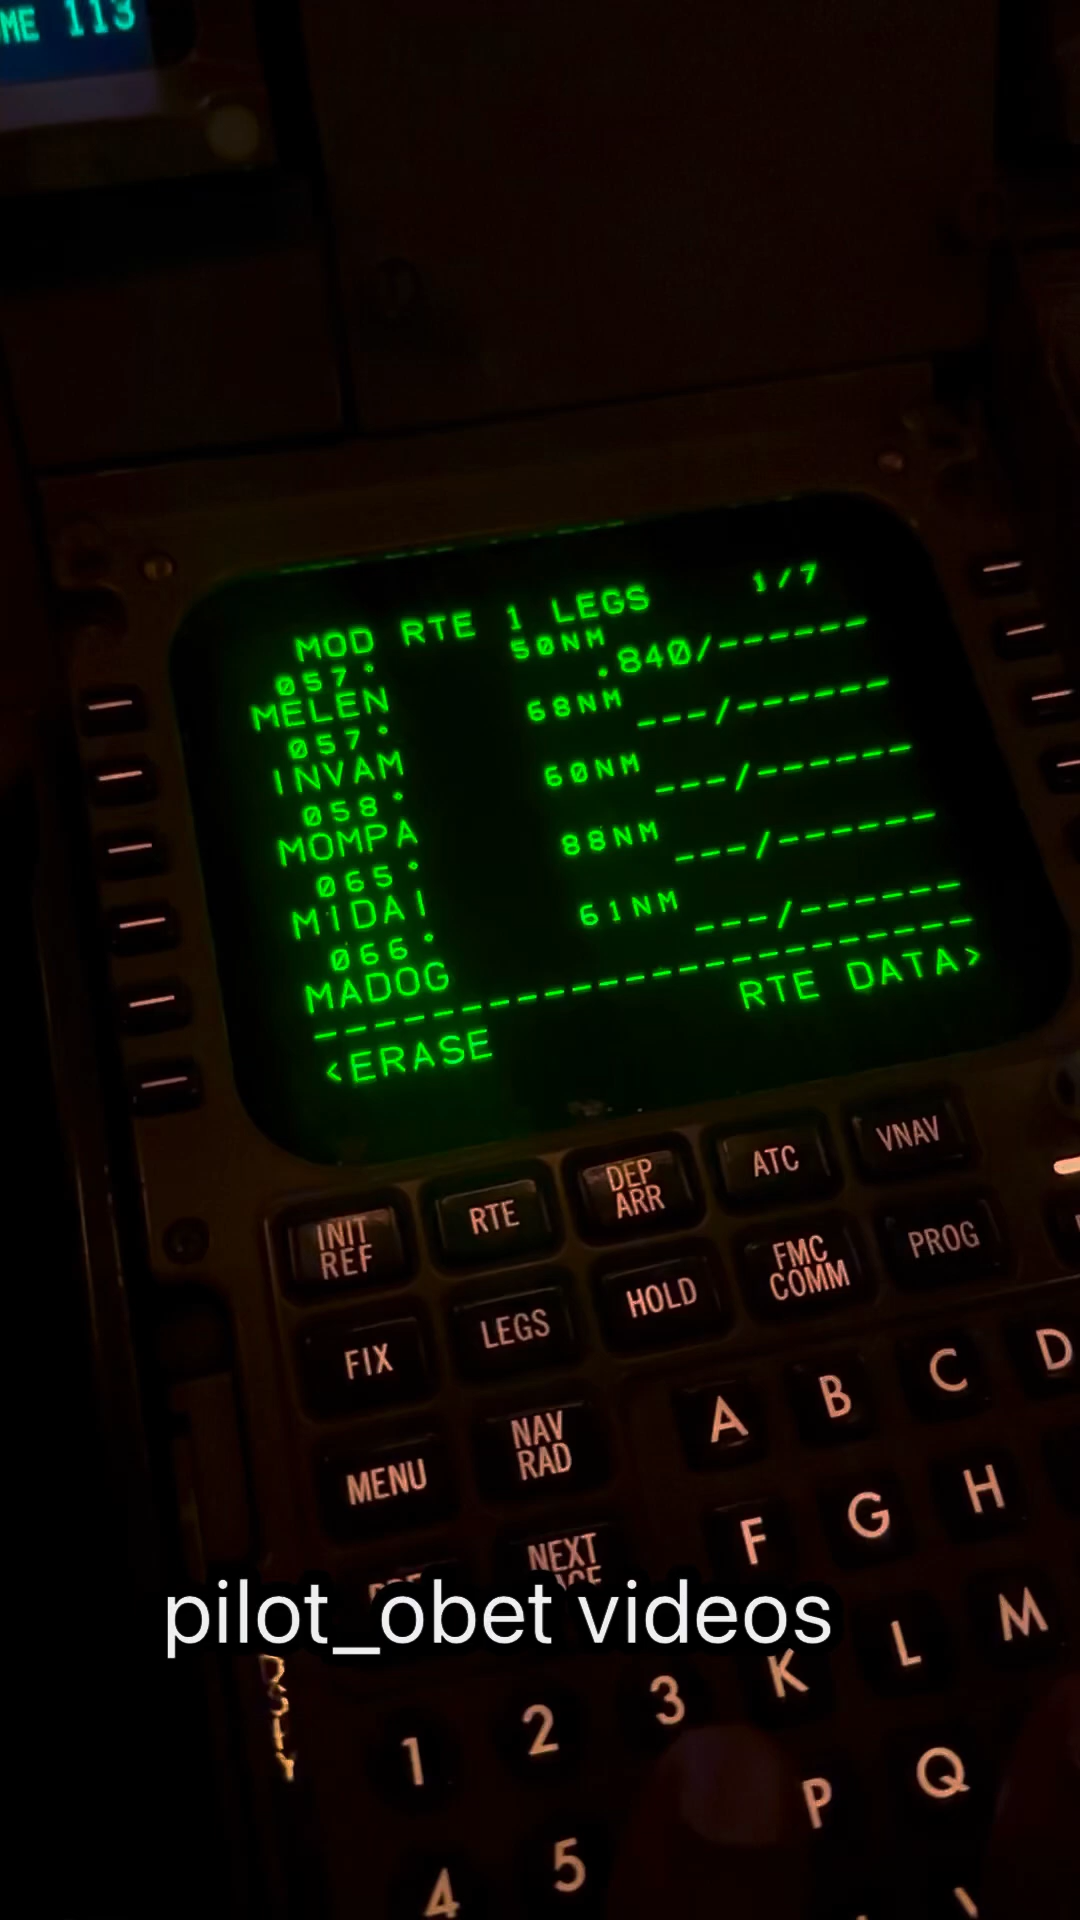 ME 113
MOD RTE 1 LEGS 1/7
057° 50NM
MELEN .840/------
057° 68NM
INVAM ---/------
058° 60NM
MOMPA ---/------
065° 88NM
MIDAI ---/------
066° 61NM
MADOG ---/------
------------------------
<ERASE RTE DATA>
INIT REF RTE DEP ARR ATC VNAV
FIX LEGS HOLD FMC COMM PROG
MENU NAV RAD A B C D
NEXT F G H
pilot_obet videos
1 2 3 K L M
4 5 P Q